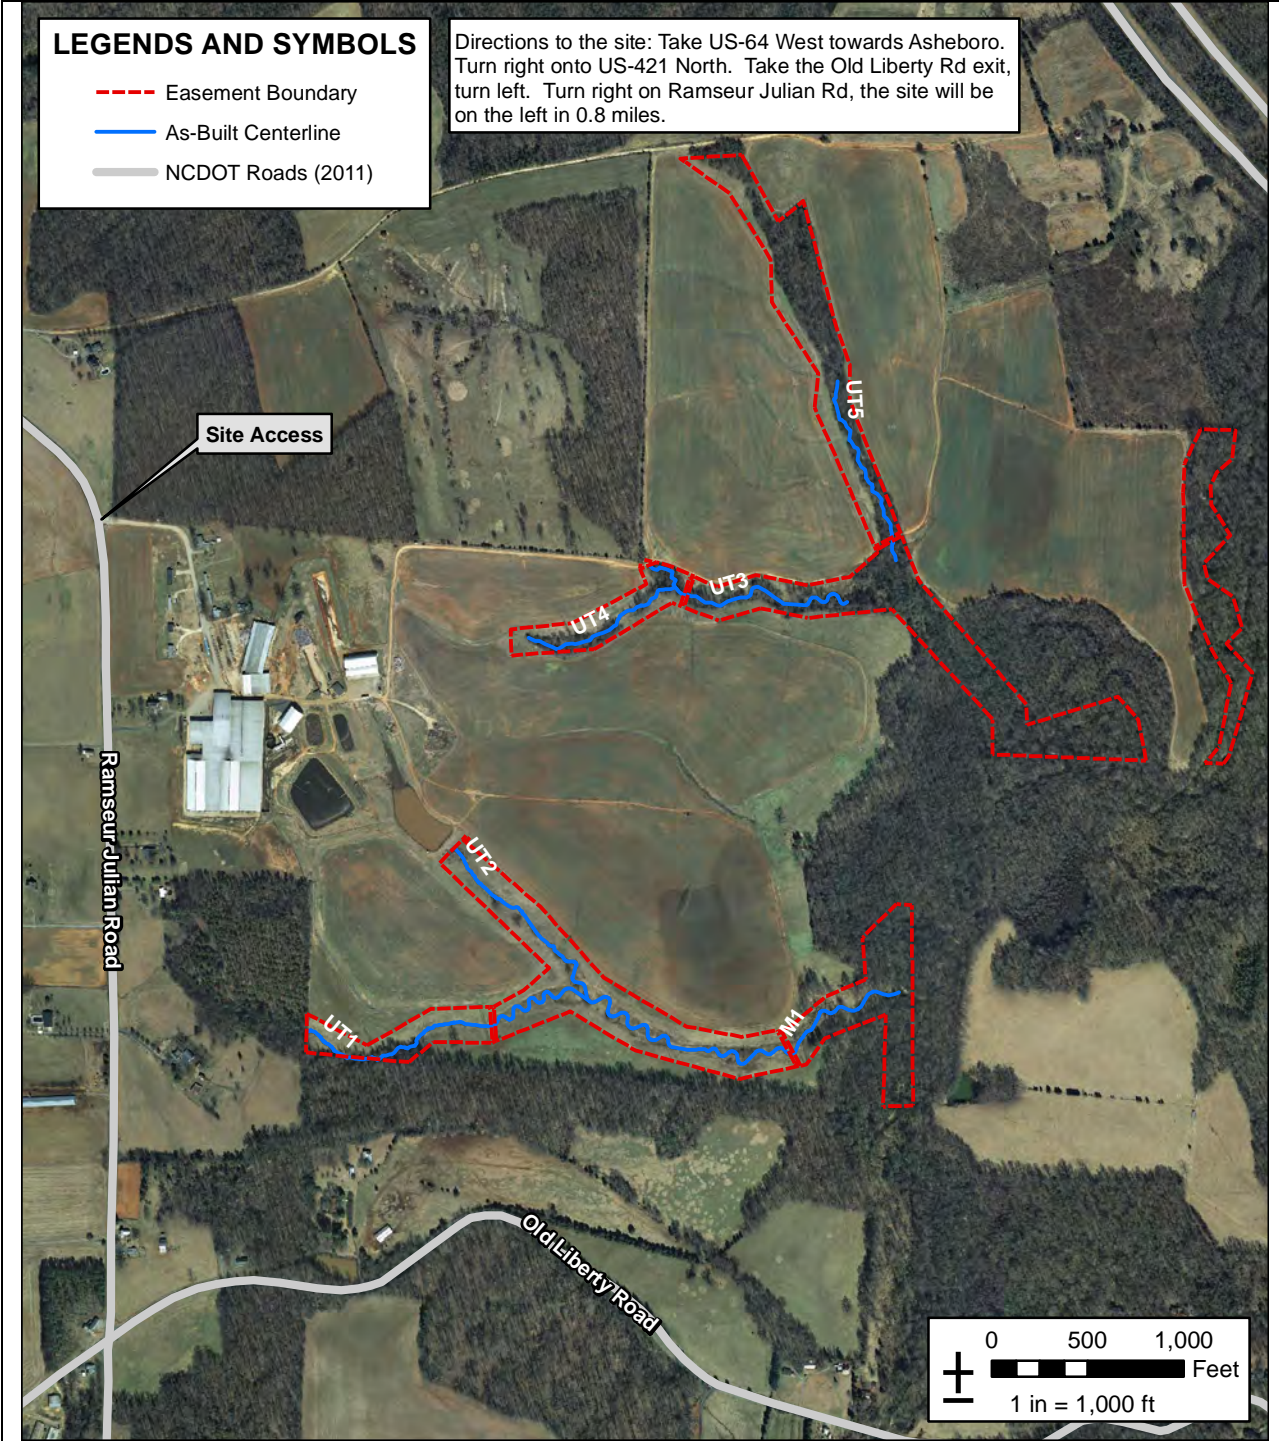 LEGENDS AND SYMBOLS
Easement Boundary
As-Built Centerline
NCDOT Roads (2011)
Directions to the site: Take US-64 West towards Asheboro.
Turn right onto US-421 North.  Take the Old Liberty Rd exit,
turn left.  Turn right on Ramseur Julian Rd, the site will be
on the left in 0.8 miles.
UT5
Site Access
UT3
UT4
Ramseur Julian Road
UT2
UT1
M1
Old Liberty Road
0 500 1,000
Feet
1 in = 1,000 ft